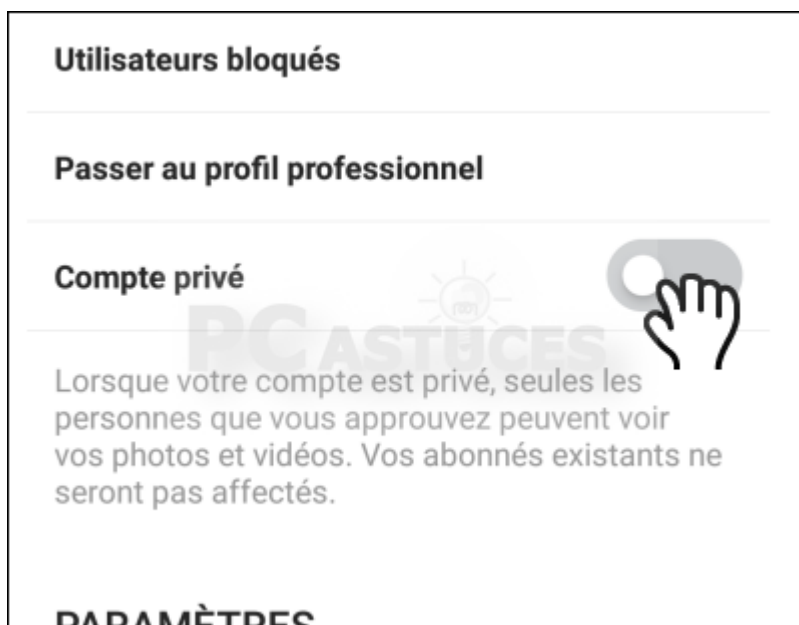 Utilisateurs bloqués
Passer au profil professionnel
Compte privé
PC ASTUCES
Lorsque votre compte est privé, seules les
personnes que vous approuvez peuvent voir
vos photos et vidéos. Vos abonnés existants ne
seront pas affectés.
PARAMÈTRES